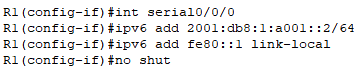 R1(config-if)#int serial0/0/0
R1(config-if)#ipv6 add 2001:db8:1:a001::2/64
R1(config-if)#ipv6 add fe80::1 link-local
R1(config-if)#no shut